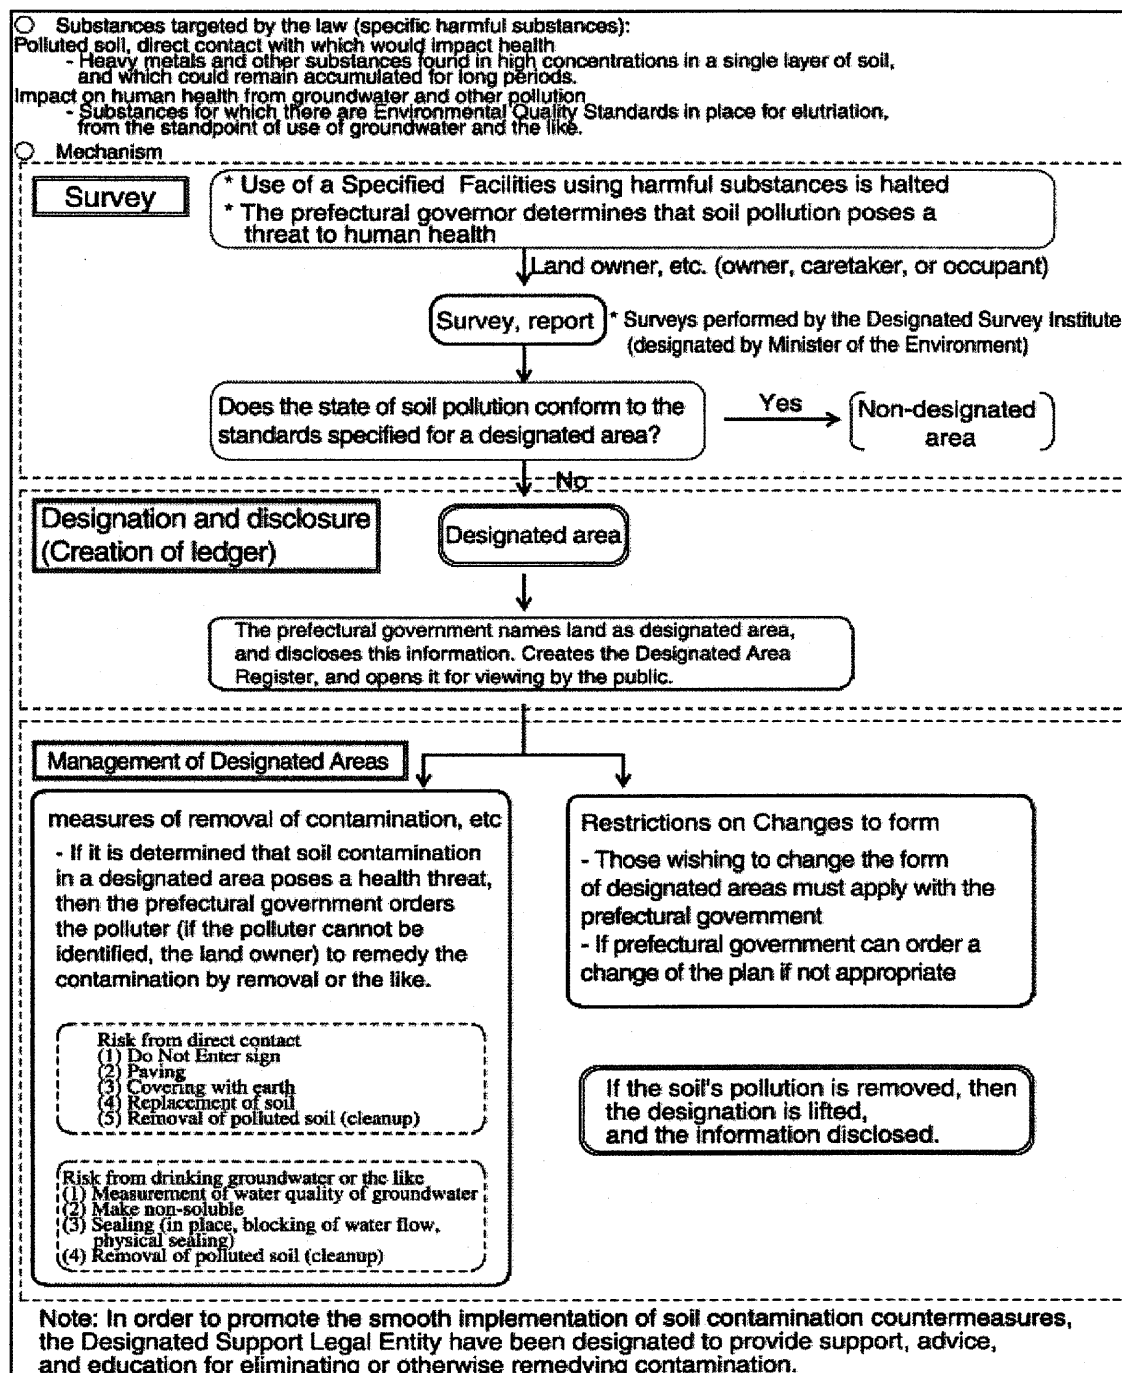 ○ Substances targeted by the law (specific harmful substances):
Polluted soil, direct contact with which would impact health
- Heavy metals and other substances found in high concentrations in a single layer of soil,
and which could remain accumulated for long periods.
Impact on human health from groundwater and other pollution
- Substances for which there are Environmental Quality Standards in place for elutriation,
from the standpoint of use of groundwater and the like.
○ Mechanism
Survey
* Use of a Specified Facilities using harmful substances is halted
* The prefectural governor determines that soil pollution poses a
threat to human health
Land owner, etc. (owner, caretaker, or occupant)
Survey, report
* Surveys performed by the Designated Survey Institute
(designated by Minister of the Environment)
Does the state of soil pollution conform to the
standards specified for a designated area?
Yes
Non-designated
area
No
Designation and disclosure
(Creation of ledger)
Designated area
The prefectural government names land as designated area,
and discloses this information. Creates the Designated Area
Register, and opens it for viewing by the public.
Management of Designated Areas
measures of removal of contamination, etc
- If it is determined that soil contamination
in a designated area poses a health threat,
then the prefectural government orders
the polluter (if the polluter cannot be
identified, the land owner) to remedy the
contamination by removal or the like.
Risk from direct contact
(1) Do Not Enter sign
(2) Paving
(3) Covering with earth
(4) Replacement of soil
(5) Removal of polluted soil (cleanup)
Risk from drinking groundwater or the like
(1) Measurement of water quality of groundwater
(2) Make non-soluble
(3) Sealing (in place, blocking of water flow,
physical sealing)
(4) Removal of polluted soil (cleanup)
Restrictions on Changes to form
- Those wishing to change the form
of designated areas must apply with the
prefectural government
- If prefectural government can order a
change of the plan if not appropriate
If the soil's pollution is removed, then
the designation is lifted,
and the information disclosed.
Note: In order to promote the smooth implementation of soil contamination countermeasures,
the Designated Support Legal Entity have been designated to provide support, advice,
and education for eliminating or otherwise remedying contamination.